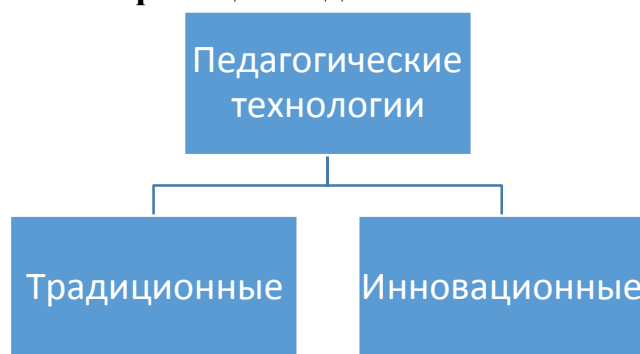 Педагогические
технологии
Традиционные
Инновационные